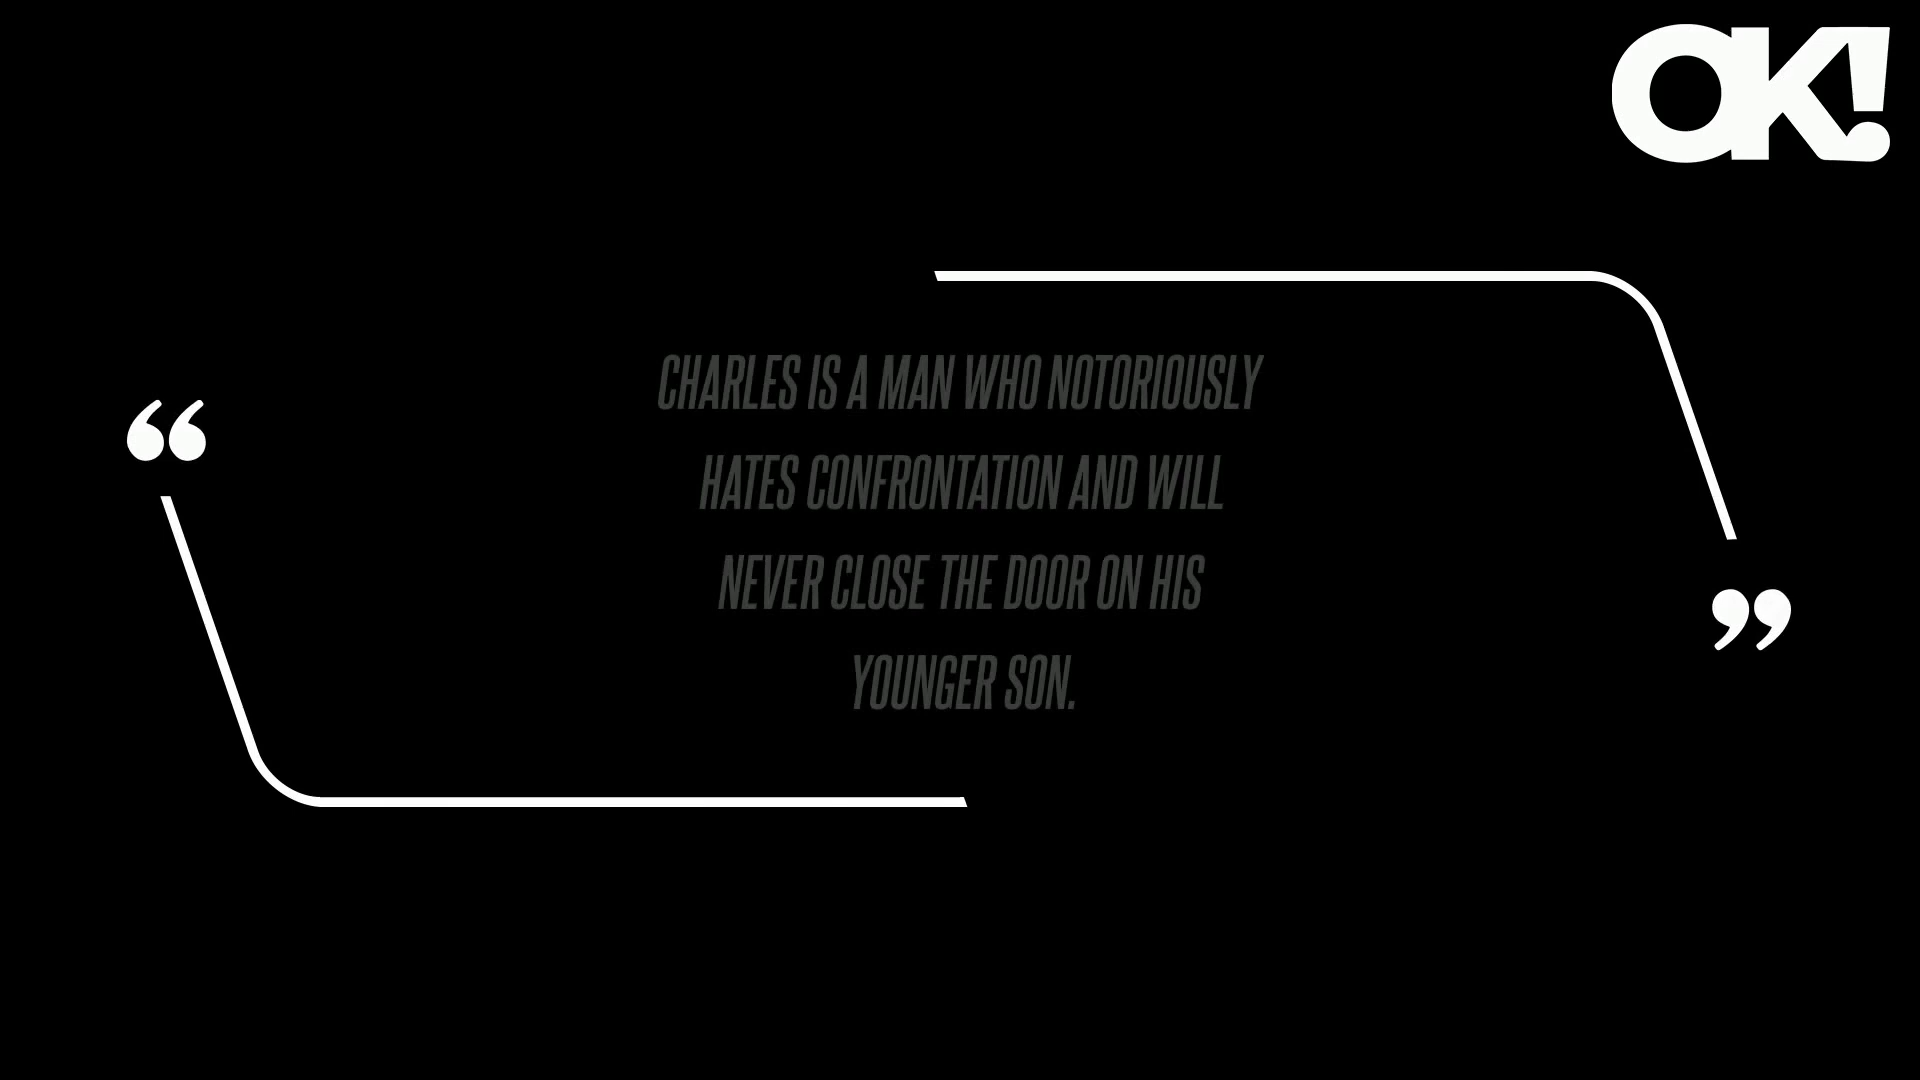 OK!
“
CHARLES IS A MAN WHO NOTORIOUSLY
HATES CONFRONTATION AND WILL
NEVER CLOSE THE DOOR ON HIS
YOUNGER SON.
”